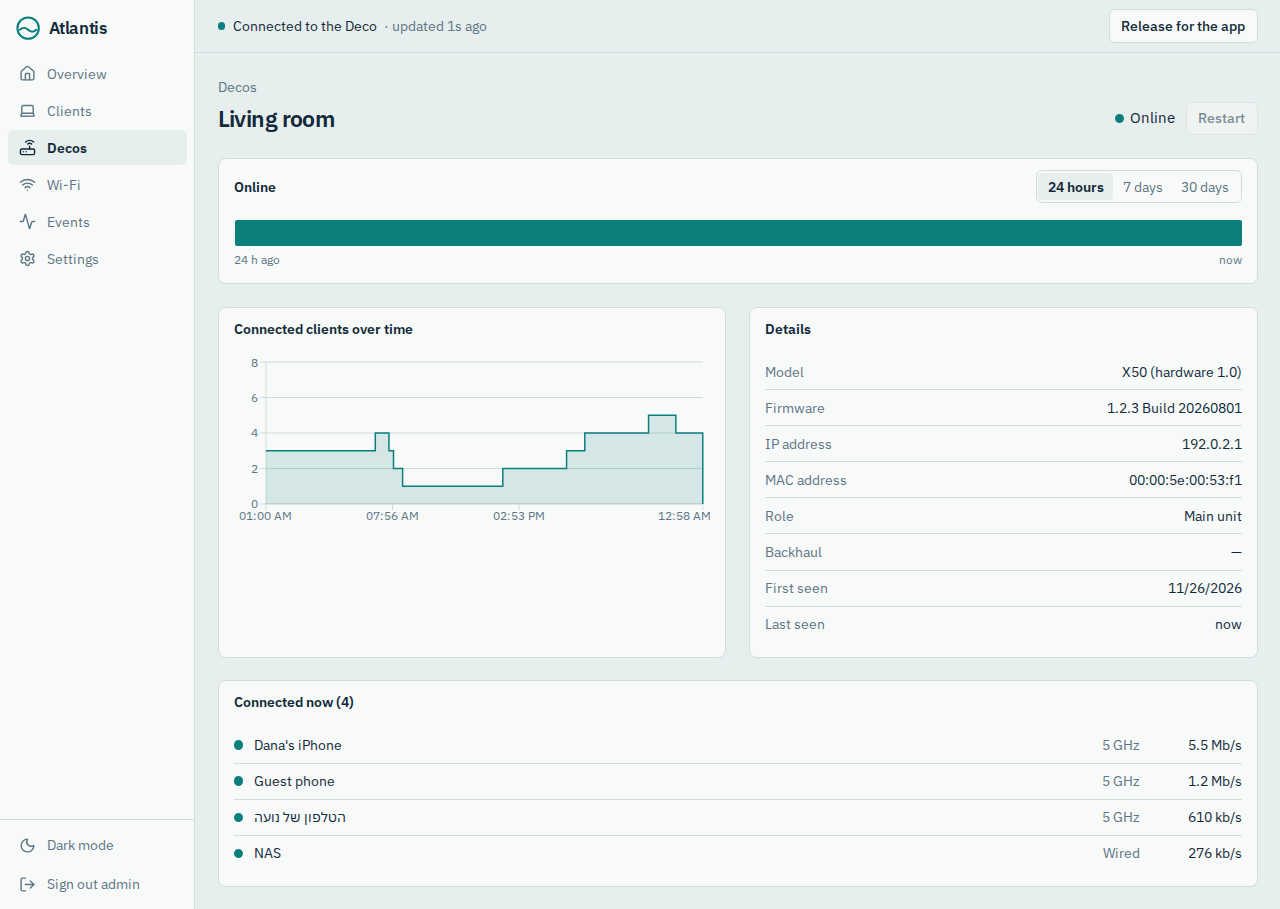 Atlantis
Overview
Clients
Decos
Wi-Fi
Events
Settings
Dark mode
Sign out admin
Connected to the Deco · updated 1s ago
Release for the app
Decos
Living room
Online
Restart
Online
24 hours
7 days
30 days
24 h ago
now
Connected clients over time
8
6
4
2
0
01:00 AM
07:56 AM
02:53 PM
12:58 AM
Details
Model X50 (hardware 1.0)
Firmware 1.2.3 Build 20260801
IP address 192.0.2.1
MAC address 00:00:5e:00:53:f1
Role Main unit
Backhaul —
First seen 11/26/2026
Last seen now
Connected now (4)
Dana's iPhone 5 GHz 5.5 Mb/s
Guest phone 5 GHz 1.2 Mb/s
הטלפון של נועה 5 GHz 610 kb/s
NAS Wired 276 kb/s